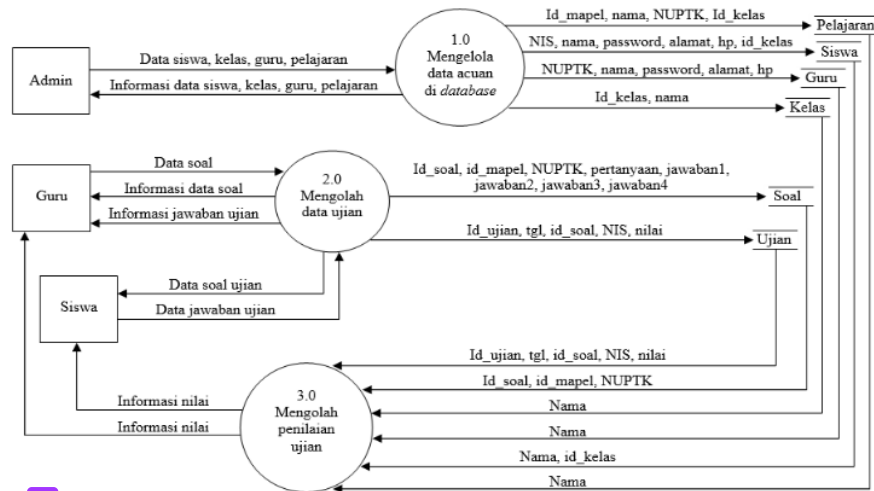 Id_mapel, nama, NUPTK, Id_kelas
Pelajaran
1.0
Mengelola
data acuan
di database
NIS, nama, password, alamat, hp, id_kelas
Siswa
Data siswa, kelas, guru, pelajaran
Admin
NUPTK, nama, password, alamat, hp
Guru
Informasi data siswa, kelas, guru, pelajaran
Id_kelas, nama
Kelas
Data soal
Guru
Informasi data soal
Informasi jawaban ujian
2.0
Mengolah
data ujian
Id_soal, id_mapel, NUPTK, pertanyaan, jawaban1,
jawaban2, jawaban3, jawaban4
Soal
Id_ujian, tgl, id_soal, NIS, nilai
Ujian
Siswa
Data soal ujian
Data jawaban ujian
Id_ujian, tgl, id_soal, NIS, nilai
Id_soal, id_mapel, NUPTK
3.0
Mengolah
penilaian
ujian
Informasi nilai
Informasi nilai
Nama
Nama
Nama, id_kelas
Nama